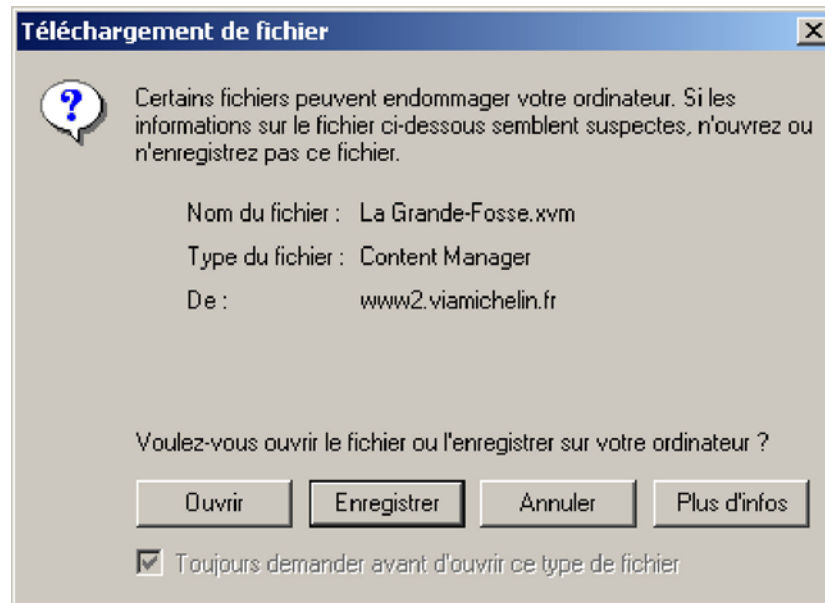 Téléchargement de fichier
Certains fichiers peuvent endommager votre ordinateur. Si les
informations sur le fichier ci-dessous semblent suspectes, n'ouvrez ou
n'enregistrez pas ce fichier.
Nom du fichier : La Grande-Fosse.xvm
Type du fichier : Content Manager
De : www2.viamichelin.fr
Voulez-vous ouvrir le fichier ou l'enregistrer sur votre ordinateur ?
Ouvrir Enregistrer Annuler Plus d'infos
Toujours demander avant d'ouvrir ce type de fichier